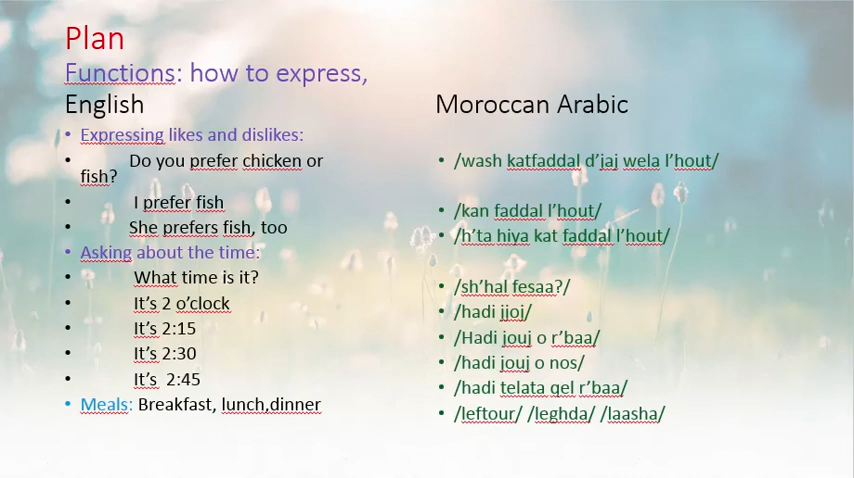 Plan
Functions: how to express,
English
• Expressing likes and dislikes:
• Do you prefer chicken or
fish?
• I prefer fish
• She prefers fish, too
• Asking about the time:
• What time is it?
• It’s 2 o’clock
• It’s 2:15
• It’s 2:30
• It’s 2:45
• Meals: Breakfast, lunch,dinner
Moroccan Arabic
• /wash katfaddal d’jaj wela l’hout/
• /kan faddal l’hout/
• /h’ta hiya kat faddal l’hout/
• /sh’hal fesaa?/
• /hadi jjoj/
• /Hadi jouj o r’baa/
• /hadi jouj o nos/
• /hadi telata qel r’baa/
• /leftour/ /leghda/ /laasha/